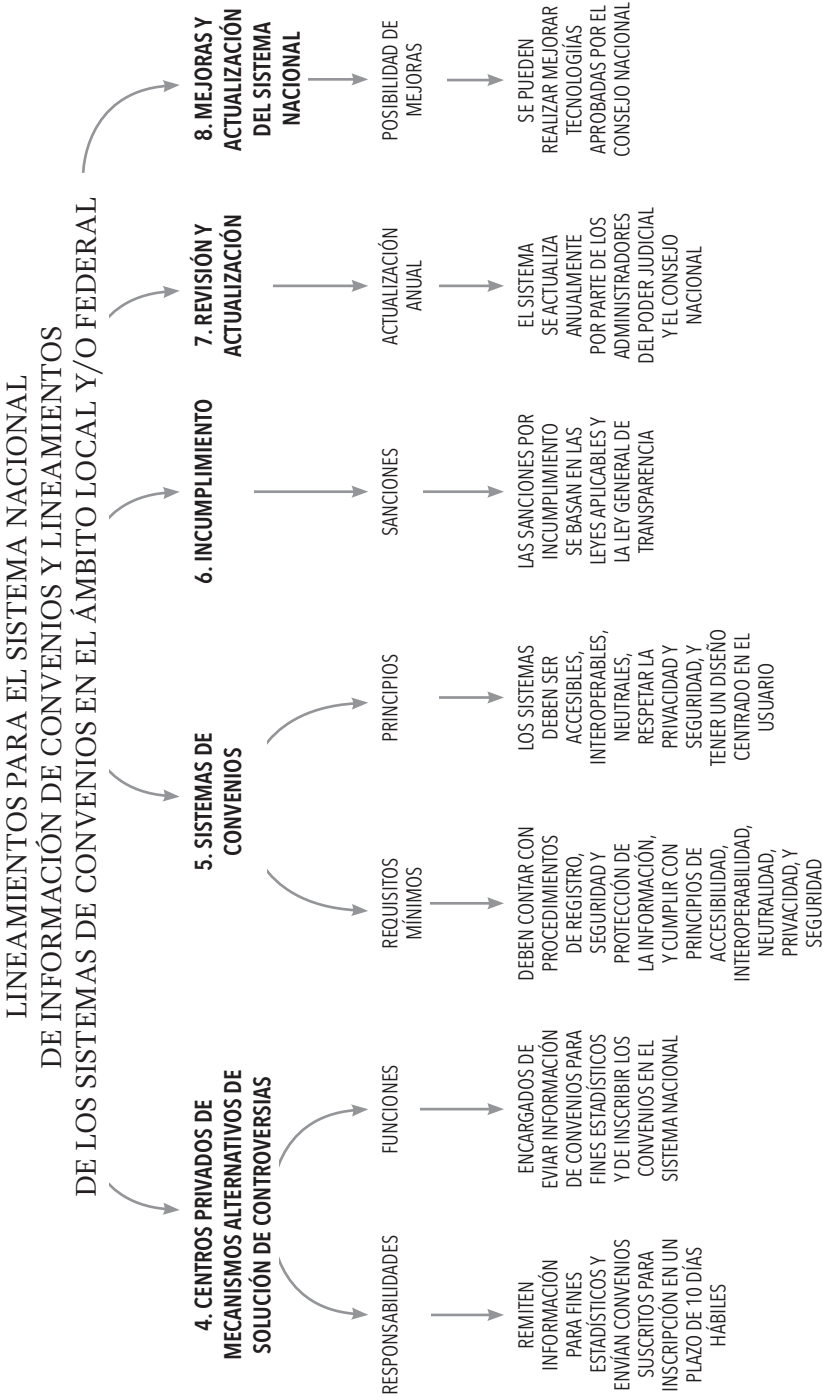 LINEAMIENTOS PARA EL SISTEMA NACIONAL
DE INFORMACIÓN DE CONVENIOS Y LINEAMIENTOS
DE LOS SISTEMAS DE CONVENIOS EN EL ÁMBITO LOCAL Y/O FEDERAL
4. CENTROS PRIVADOS DE
MECANISMOS ALTERNATIVOS DE
SOLUCIÓN DE CONTROVERSIAS
RESPONSABILIDADES
REMITEN
INFORMACIÓN
PARA FINES
ESTADÍSTICOS Y
ENVÍAN CONVENIOS
SUSCRITOS PARA
INSCRIPCIÓN EN UN
PLAZO DE 10 DÍAS
HÁBILES
FUNCIONES
ENCARGADOS DE
EVIAR INFORMACIÓN
DE CONVENIOS PARA
FINES ESTADÍSTICOS
Y DE INSCRIBIR LOS
CONVENIOS EN EL
SISTEMA NACIONAL
5. SISTEMAS DE
CONVENIOS
REQUISITOS
MÍNIMOS
DEBEN CONTAR CON
PROCEDIMIENTOS
DE REGISTRO,
SEGURIDAD Y
PROTECCIÓN DE
LA INFORMACIÓN,
Y CUMPLIR CON
PRINCIPIOS DE
ACCESIBILIDAD,
INTEROPERABILIDAD,
NEUTRALIDAD,
PRIVACIDAD, Y
SEGURIDAD
PRINCIPIOS
LOS SISTEMAS
DEBEN SER
ACCESIBLES,
INTEROPERABLES,
NEUTRALES,
RESPETAR LA
PRIVACIDAD Y
SEGURIDAD, Y
TENER UN DISEÑO
CENTRADO EN EL
USUARIO
6. INCUMPLIMIENTO
SANCIONES
LAS SANCIONES POR
INCUMPLIMIENTO
SE BASAN EN LAS
LEYES APLICABLES Y
LA LEY GENERAL DE
TRANSPARENCIA
7. REVISIÓN Y
ACTUALIZACIÓN
ACTUALIZACIÓN
ANUAL
EL SISTEMA
SE ACTUALIZA
ANUALMENTE
POR PARTE DE LOS
ADMINISTRADORES
DEL PODER JUDICIAL
Y EL CONSEJO
NACIONAL
8. MEJORAS Y
ACTUALIZACIÓN
DEL SISTEMA
NACIONAL
POSIBILIDAD DE
MEJORAS
SE PUEDEN
REALIZAR MEJORAR
TECNOLOGIÍAS
APROBADAS POR EL
CONSEJO NACIONAL